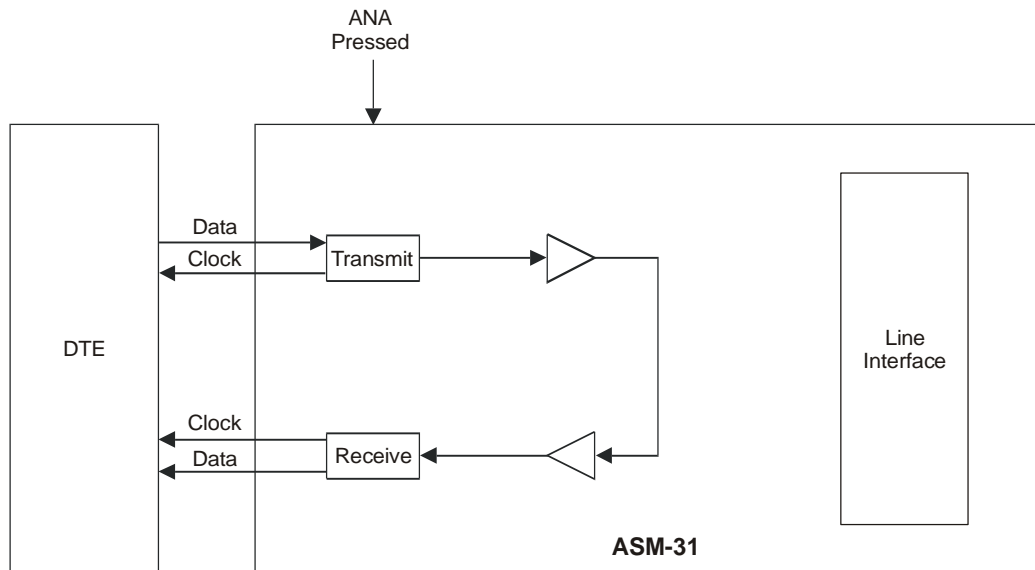 ANA
Pressed
Data
Transmit
Clock
DTE
Line
Interface
Clock
Receive
Data
ASM-31